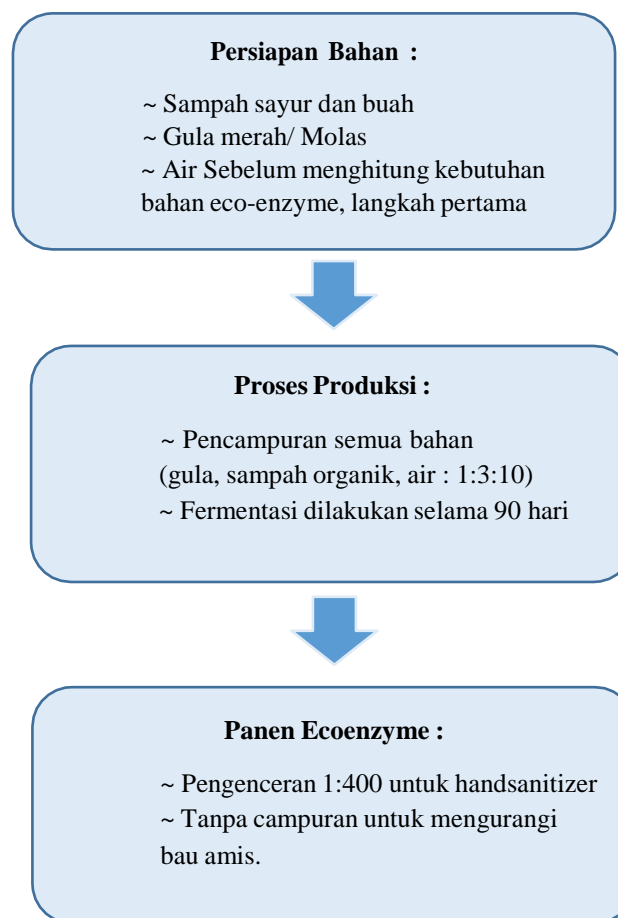 Persiapan Bahan :
~ Sampah sayur dan buah
~ Gula merah/ Molas
~ Air Sebelum menghitung kebutuhan
bahan eco-enzyme, langkah pertama
Proses Produksi :
~ Pencampuran semua bahan
(gula, sampah organik, air : 1:3:10)
~ Fermentasi dilakukan selama 90 hari
Panen Ecoenzyme :
~ Pengenceran 1:400 untuk handsanitizer
~ Tanpa campuran untuk mengurangi
bau amis.